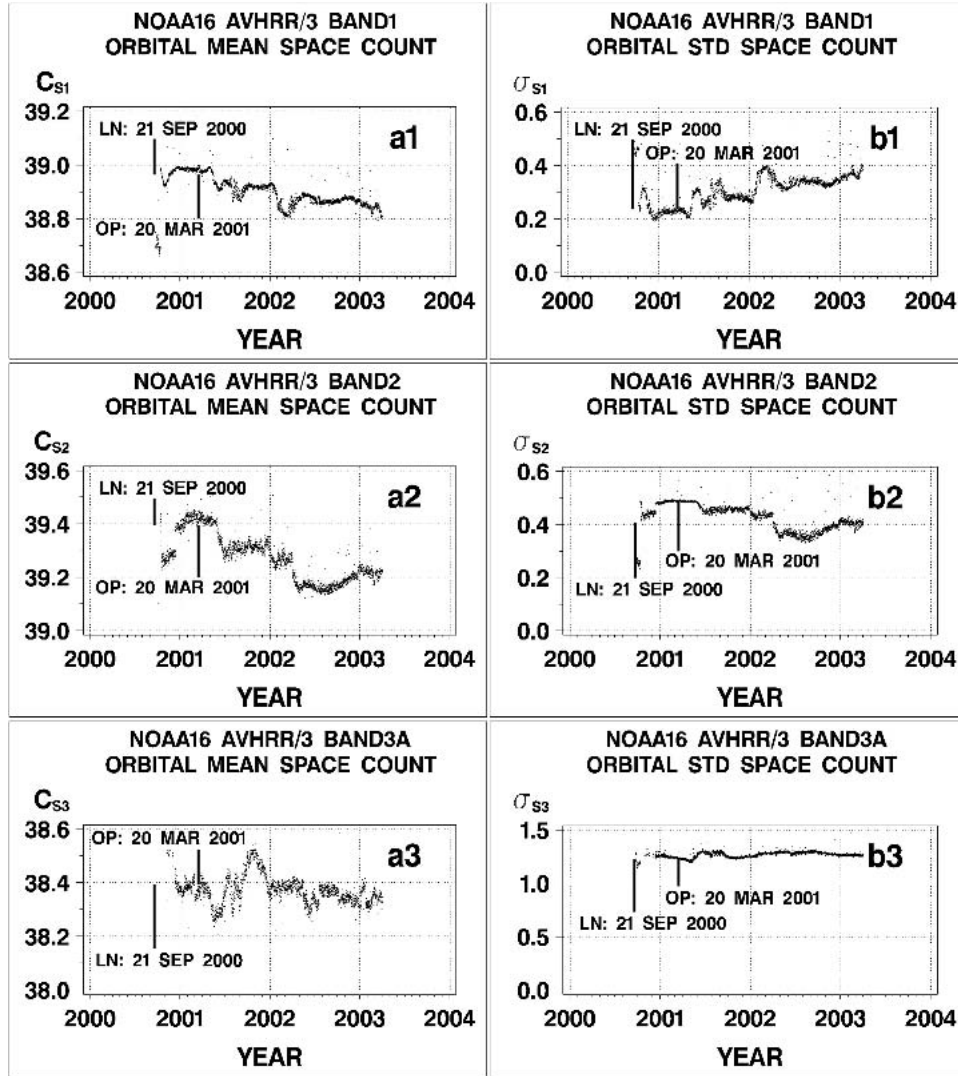 NOAA16 AVHRR/3 BAND1
ORBITAL MEAN SPACE COUNT
CS1
39.2
39.0
38.8
38.6
LN: 21 SEP 2000
a1
OP: 20 MAR 2001
2000 2001 2002 2003 2004
YEAR
NOAA16 AVHRR/3 BAND1
ORBITAL STD SPACE COUNT
σS1
0.6
0.4
0.2
0.0
LN: 21 SEP 2000
b1
OP: 20 MAR 2001
2000 2001 2002 2003 2004
YEAR
NOAA16 AVHRR/3 BAND2
ORBITAL MEAN SPACE COUNT
CS2
39.6
39.4
39.2
39.0
LN: 21 SEP 2000
a2
OP: 20 MAR 2001
2000 2001 2002 2003 2004
YEAR
NOAA16 AVHRR/3 BAND2
ORBITAL STD SPACE COUNT
σS2
0.6
0.4
0.2
0.0
b2
OP: 20 MAR 2001
LN: 21 SEP 2000
2000 2001 2002 2003 2004
YEAR
NOAA16 AVHRR/3 BAND3A
ORBITAL MEAN SPACE COUNT
CS3
38.6
38.4
38.2
38.0
OP: 20 MAR 2001
a3
LN: 21 SEP 2000
2000 2001 2002 2003 2004
YEAR
NOAA16 AVHRR/3 BAND3A
ORBITAL STD SPACE COUNT
σS3
1.5
1.0
0.5
0.0
b3
OP: 20 MAR 2001
LN: 21 SEP 2000
2000 2001 2002 2003 2004
YEAR